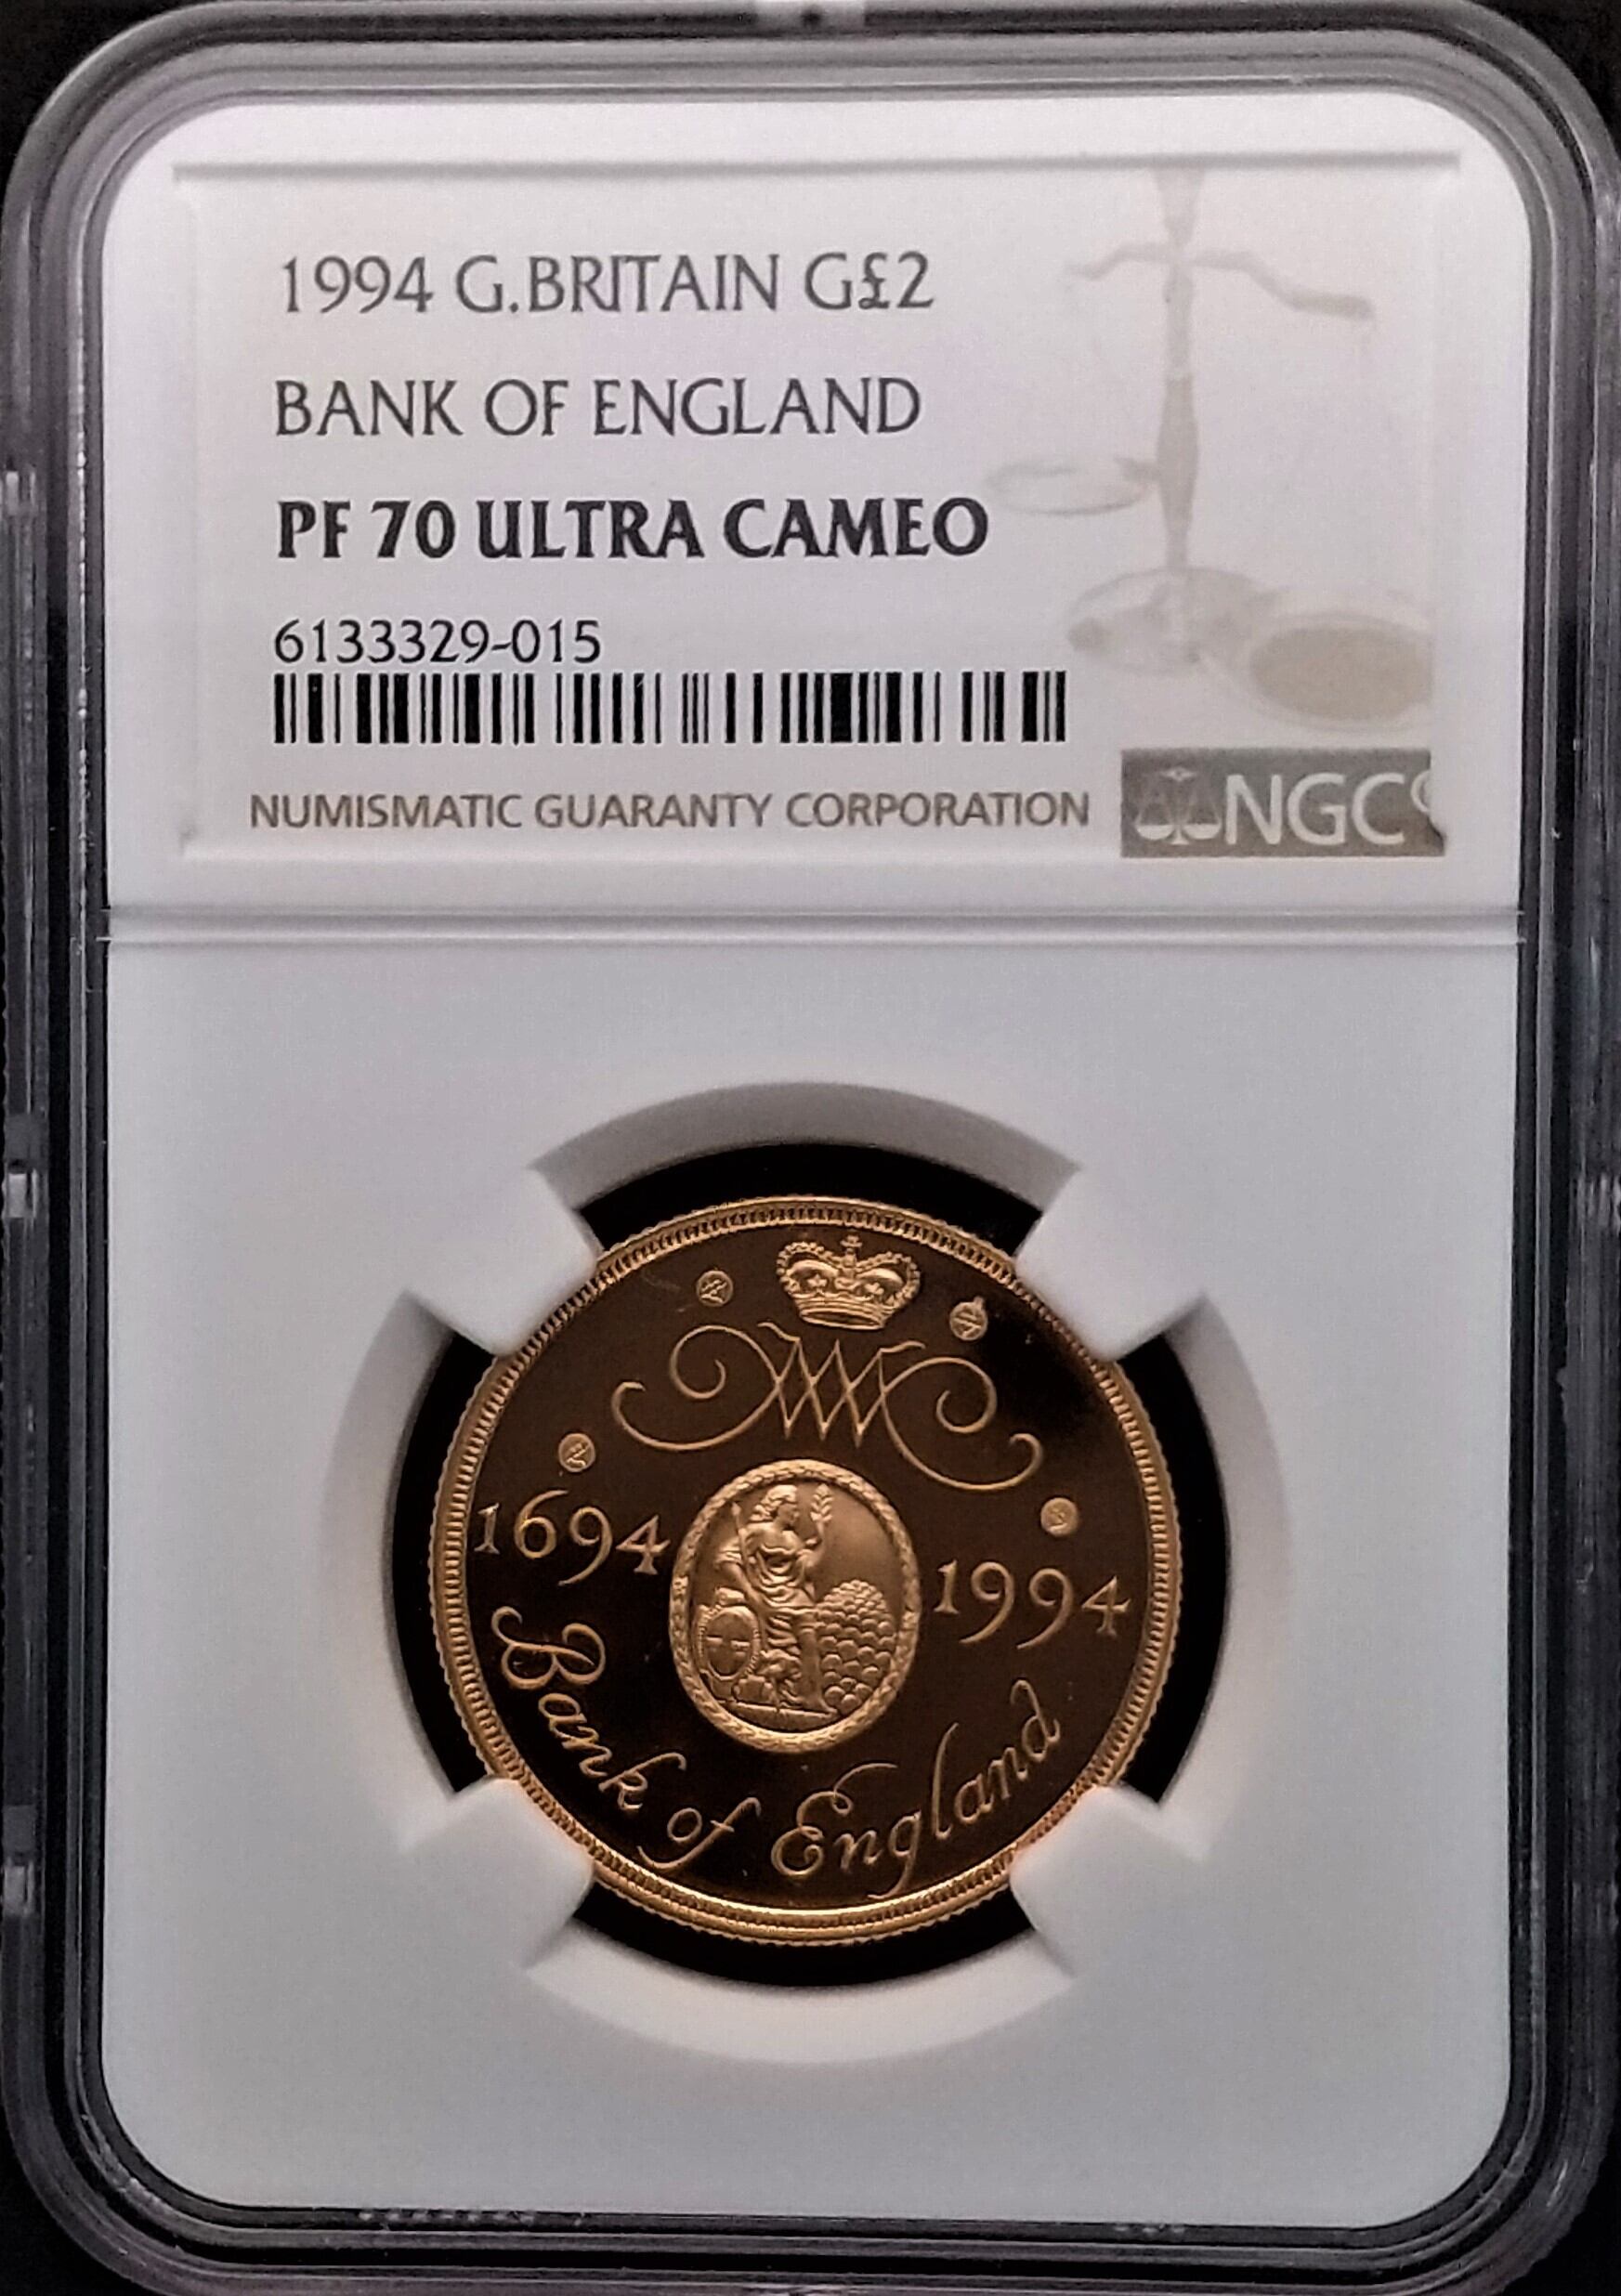 1994 G.BRITAIN G£2
BANK OF ENGLAND
PF 70 ULTRA CAMEO
6133329-015
NUMISMATIC GUARANTY CORPORATION
NGC
1694
1994
Bank of England